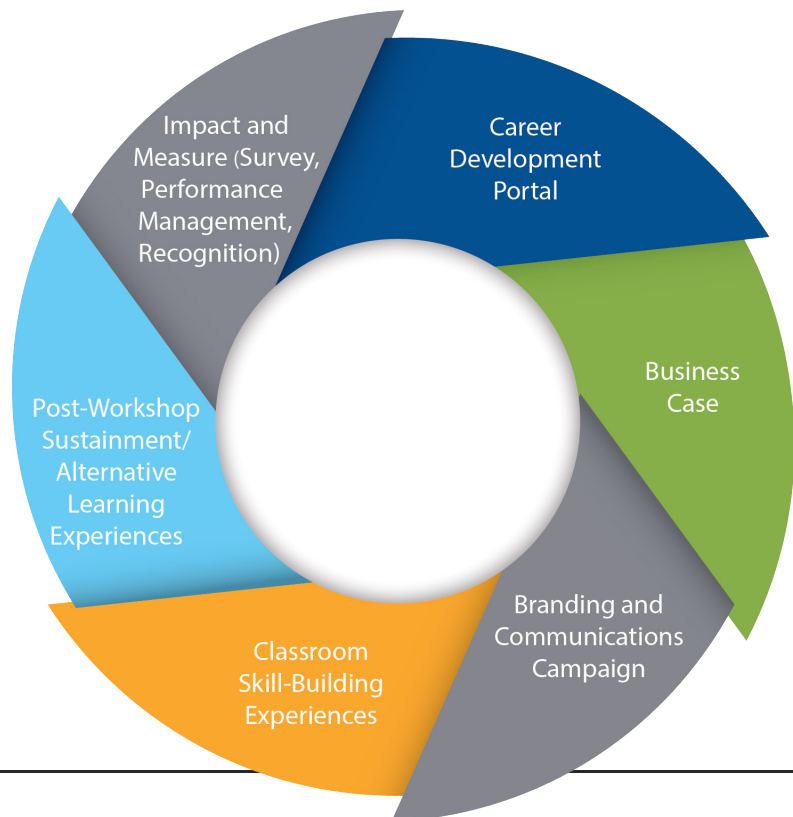 Impact and
Measure (Survey,
Performance
Management,
Recognition)
Career
Development
Portal
Business
Case
Branding and
Communications
Campaign
Classroom
Skill-Building
Experiences
Post-Workshop
Sustainment/
Alternative
Learning
Experiences